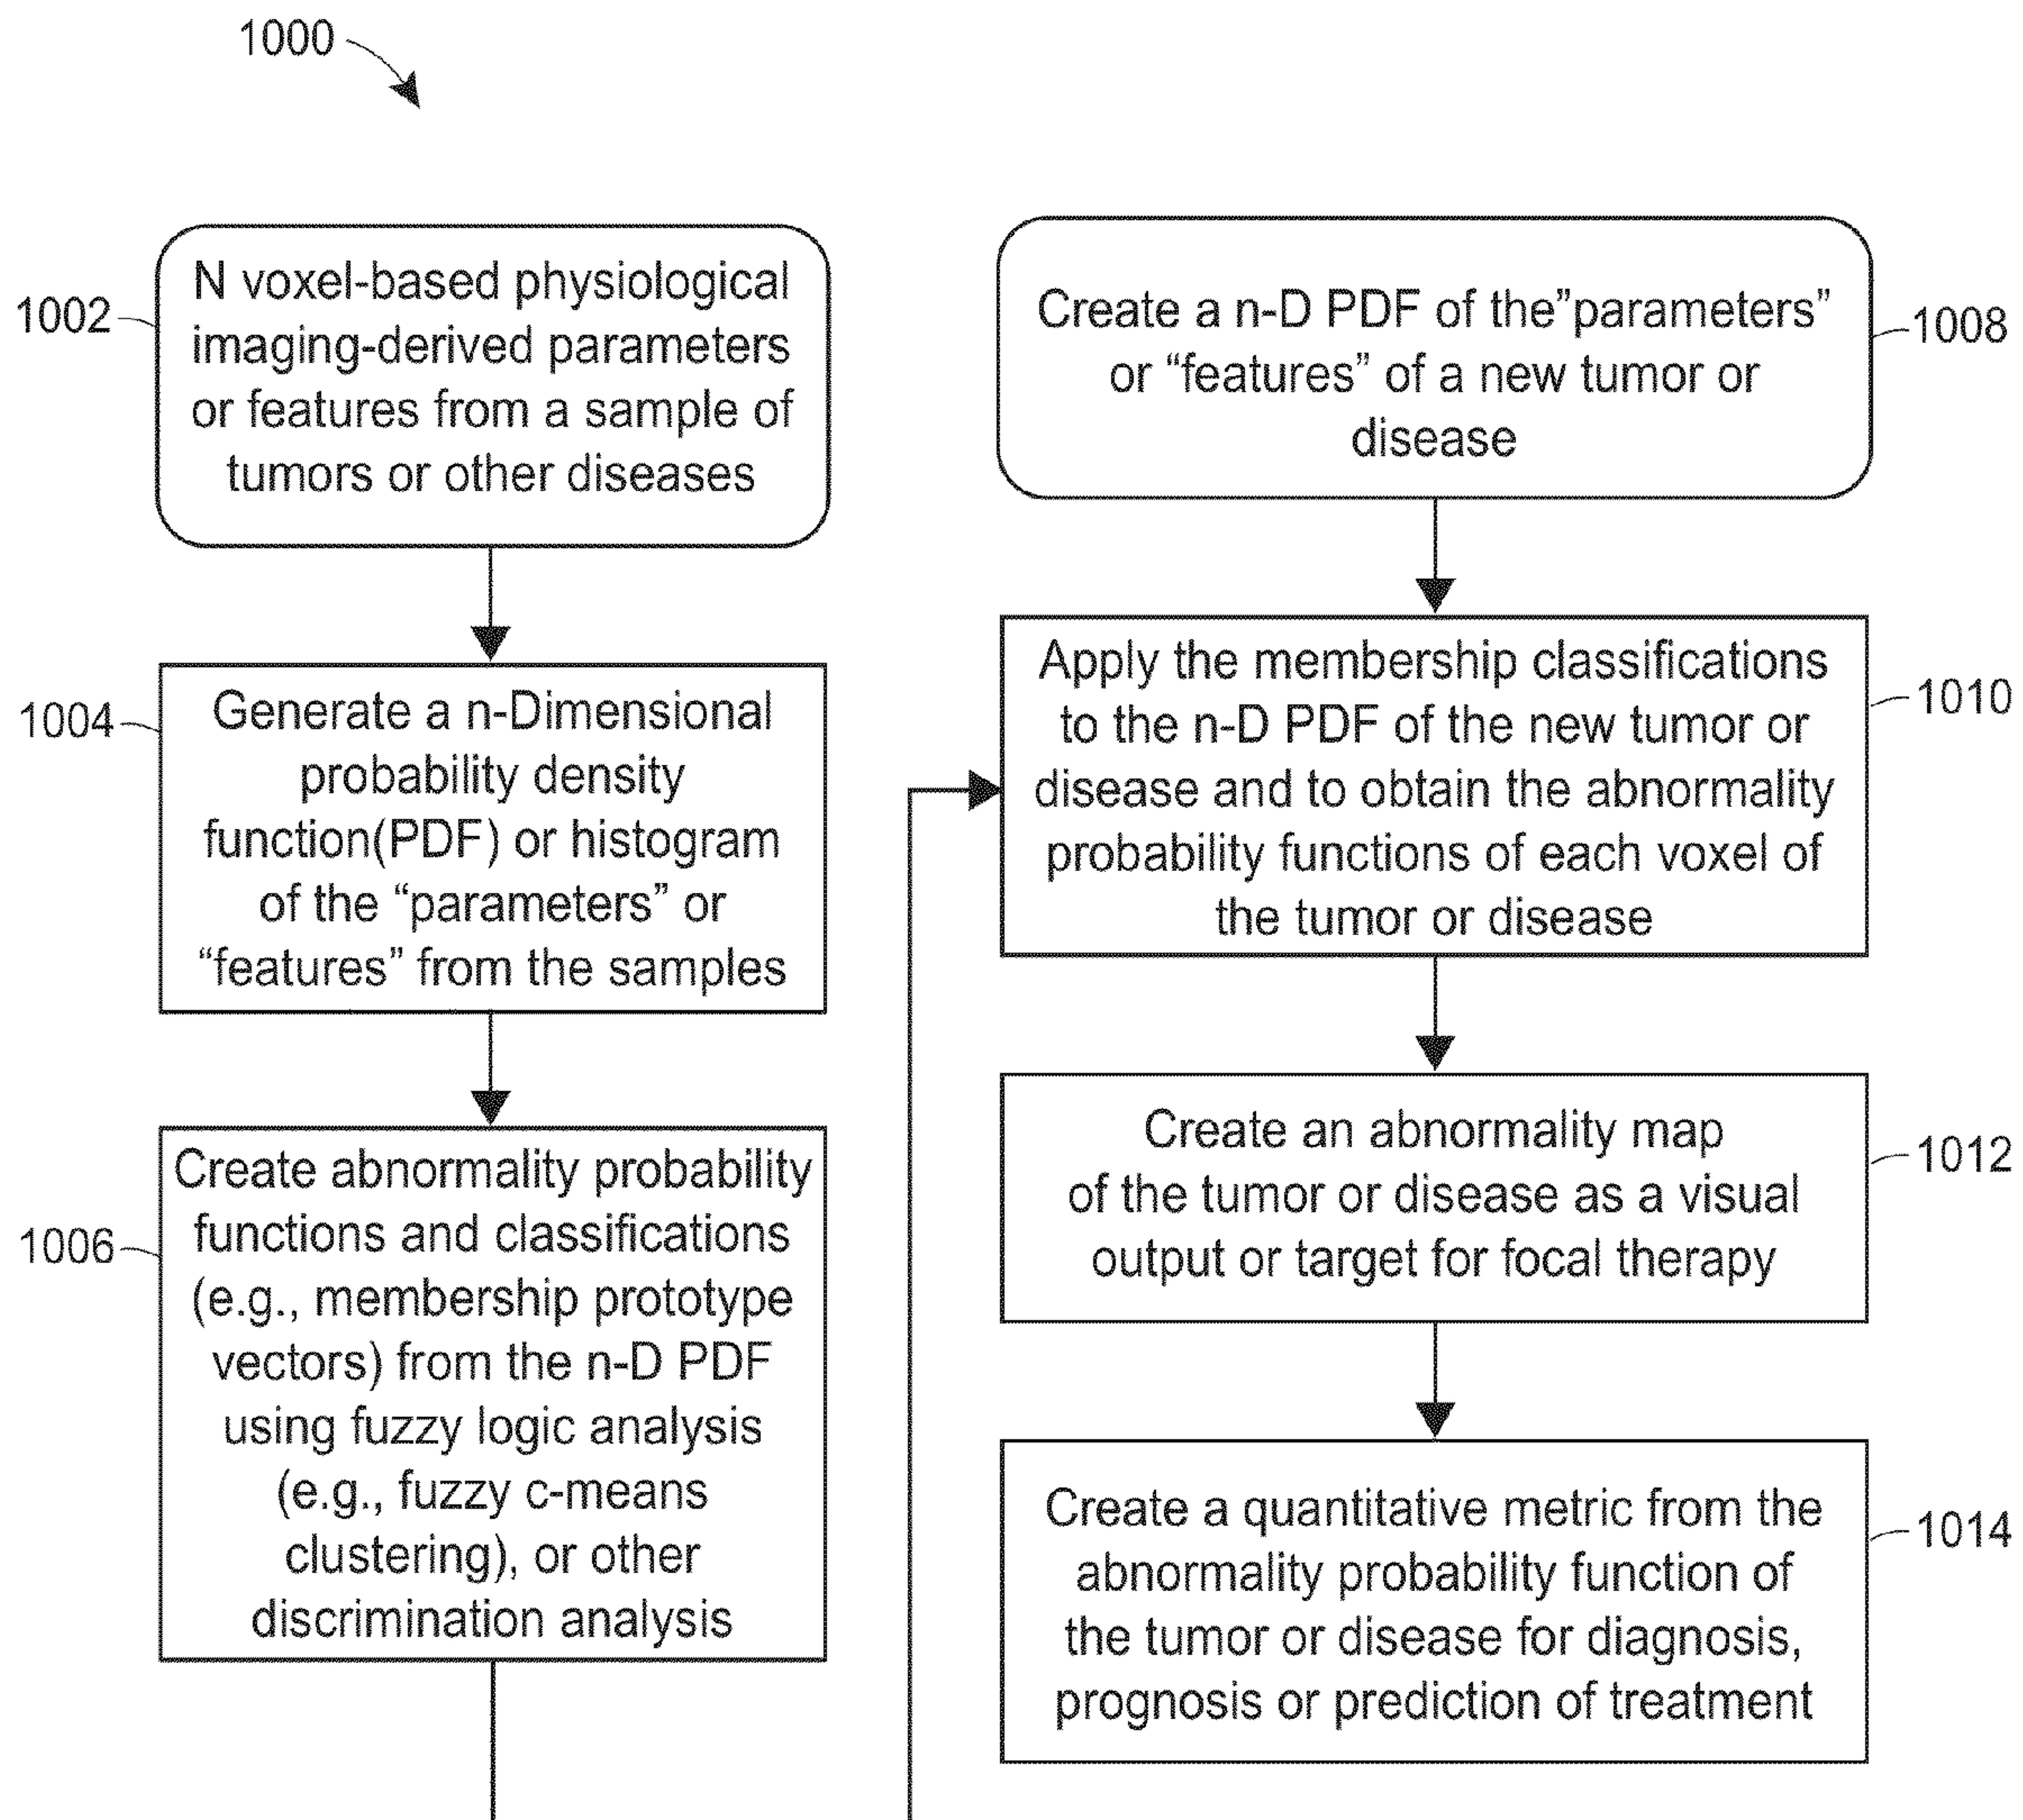 1000
1002
N voxel-based physiological
imaging-derived parameters
or features from a sample of
tumors or other diseases
1004
Generate a n-Dimensional
probability density
function(PDF) or histogram
of the “parameters” or
“features” from the samples
1006
Create abnormality probability
functions and classifications
(e.g., membership prototype
vectors) from the n-D PDF
using fuzzy logic analysis
(e.g., fuzzy c-means
clustering), or other
discrimination analysis
Create a n-D PDF of the”parameters”
or “features” of a new tumor or
disease
1008
Apply the membership classifications
to the n-D PDF of the new tumor or
disease and to obtain the abnormality
probability functions of each voxel of
the tumor or disease
1010
Create an abnormality map
of the tumor or disease as a visual
output or target for focal therapy
1012
Create a quantitative metric from the
abnormality probability function of
the tumor or disease for diagnosis,
prognosis or prediction of treatment
1014